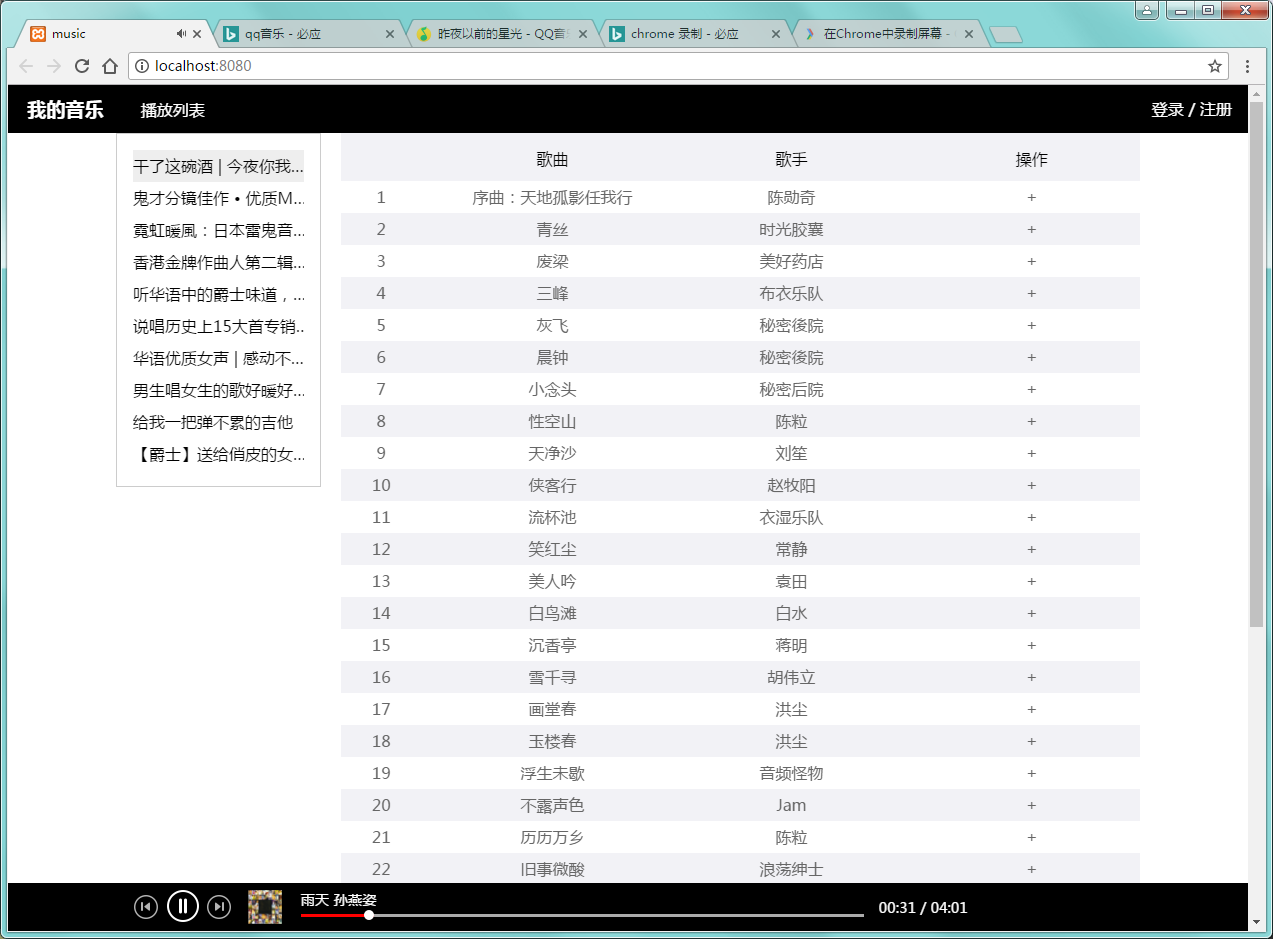 music
qq音乐 - 必应
昨夜以前的星光 - QQ音
chrome 录制 - 必应
在Chrome中录制屏幕 -
localhost:8080
我的音乐 播放列表 登录 / 注册
干了这碗酒 | 今夜你我...
鬼才分镜佳作 • 优质M...
霓虹暖風：日本雷鬼音...
香港金牌作曲人第二辑...
听华语中的爵士味道，...
说唱历史上15大首专销...
华语优质女声 | 感动不...
男生唱女生的歌好暖好...
给我一把弹不累的吉他
【爵士】送给俏皮的女...
歌曲 歌手 操作
1 序曲：天地孤影任我行 陈勋奇 +
2 青丝 时光胶囊 +
3 废梁 美好药店 +
4 三峰 布衣乐队 +
5 灰飞 秘密後院 +
6 晨钟 秘密後院 +
7 小念头 秘密后院 +
8 性空山 陈粒 +
9 天净沙 刘笙 +
10 侠客行 赵牧阳 +
11 流杯池 衣湿乐队 +
12 笑红尘 常静 +
13 美人吟 袁田 +
14 白鸟滩 白水 +
15 沉香亭 蒋明 +
16 雪千寻 胡伟立 +
17 画堂春 洪尘 +
18 玉楼春 洪尘 +
19 浮生未歇 音频怪物 +
20 不露声色 Jam +
21 历历万乡 陈粒 +
22 旧事微酸 浪荡绅士 +
雨天 孙燕姿
00:31 / 04:01